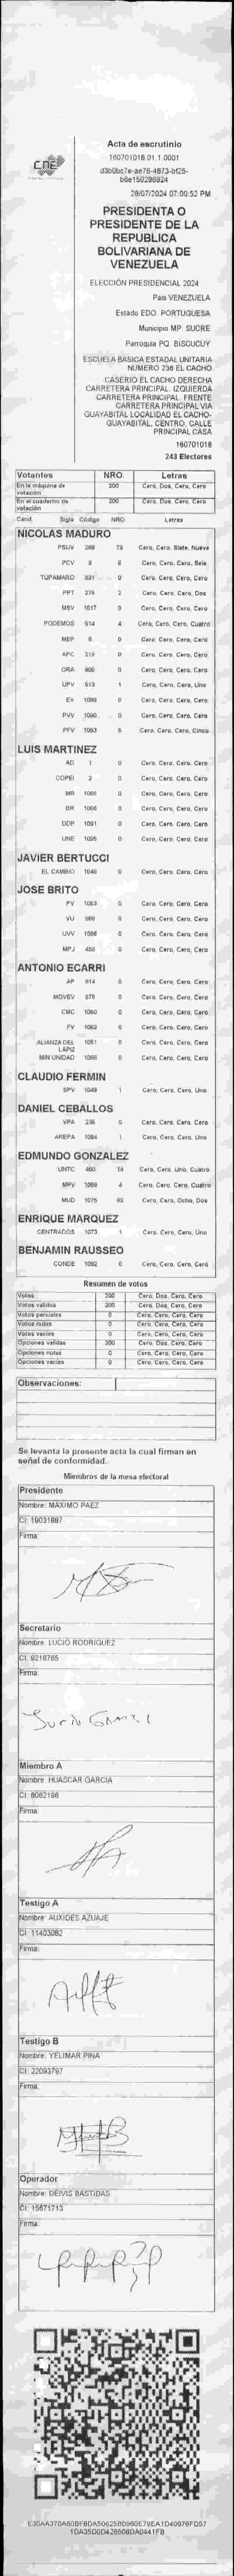 CNE
Acta de escrutinio
160701018.01.1.0001
d3b0bc7e-ae76-4873-bf25-
b6e150286924
28/07/2024 07:00:52 PM
PRESIDENTA O
PRESIDENTE DE LA
REPUBLICA
BOLIVARIANA DE
VENEZUELA
ELECCIÓN PRESIDENCIAL 2024
Pais VENEZUELA
Estado EDO. PORTUGUESA
Municipio MP. SUCRE
Parroquia PQ. BISCUCUY
ESCUELA BASICA ESTATAL UNITARIA
NÚMERO 236 EL CACHO
CASERIO EL CACHO DERECHA
CARRETERA PRINCIPAL. IZQUIERDA
CARRETERA PRINCIPAL. FRENTE
CARRETERA PRINCIPAL VIA
GUAYABITAL LOCALIDAD EL CACHO-
GUAYABITAL, CENTRO, CALLE
PRINCIPAL CASA
160701018
243 Electores
Votantes NRO. Letras
En la máquina de votación 200 Cero, Dos, Cero, Cero
En el cuaderno de votación 200 Cero, Dos, Cero, Cero
Cand. Sigla Código NRO. Letras
NICOLAS MADURO
PSUV 268 79 Cero, Cero, Siete, Nueve
PCV 9 6 Cero, Cero, Cero, Seis
TUPAMARO 931 0 Cero, Cero, Cero, Cero
PPT 276 2 Cero, Cero, Cero, Dos
MSV 1017 0 Cero, Cero, Cero, Cero
PODEMOS 514 4 Cero, Cero, Cero, Cuatro
MEP 6 0 Cero, Cero, Cero, Cero
APC 219 0 Cero, Cero, Cero, Cero
ORA 900 0 Cero, Cero, Cero, Cero
UPV 613 1 Cero, Cero, Cero, Uno
EV 1089 0 Cero, Cero, Cero, Cero
PVV 1090 0 Cero, Cero, Cero, Cero
PFV 1093 5 Cero, Cero, Cero, Cinco
LUIS MARTINEZ
AD 1 0 Cero, Cero, Cero, Cero
COPEI 2 0 Cero, Cero, Cero, Cero
MR 1065 0 Cero, Cero, Cero, Cero
BR 1066 0 Cero, Cero, Cero, Cero
DDP 1091 0 Cero, Cero, Cero, Cero
UNE 1095 0 Cero, Cero, Cero, Cero
JAVIER BERTUCCI
EL CAMBIO 1046 0 Cero, Cero, Cero, Cero
JOSE BRITO
PV 1053 0 Cero, Cero, Cero, Cero
VU 988 0 Cero, Cero, Cero, Cero
UVV 1096 0 Cero, Cero, Cero, Cero
MPJ 450 0 Cero, Cero, Cero, Cero
ANTONIO ECARRI
AP 914 0 Cero, Cero, Cero, Cero
MOVEV 979 0 Cero, Cero, Cero, Cero
CMC 1050 0 Cero, Cero, Cero, Cero
FV 1062 0 Cero, Cero, Cero, Cero
ALIANZA DEL LAPIZ 1081 0 Cero, Cero, Cero, Cero
MIN UNIDAD 1088 0 Cero, Cero, Cero, Cero
CLAUDIO FERMIN
SPV 1049 1 Cero, Cero, Cero, Uno
DANIEL CEBALLOS
VPA 236 0 Cero, Cero, Cero, Cero
AREPA 1094 1 Cero, Cero, Cero, Uno
EDMUNDO GONZALEZ
UNTC 460 14 Cero, Cero, Uno, Cuatro
MPV 1069 4 Cero, Cero, Cero, Cuatro
MUD 1075 82 Cero, Cero, Ocho, Dos
ENRIQUE MARQUEZ
CENTRADOS 1073 1 Cero, Cero, Cero, Uno
BENJAMIN RAUSSEO
CONDE 1092 0 Cero, Cero, Cero, Cero
Resumen de votos
Votos 200 Cero, Dos, Cero, Cero
Votos validos 200 Cero, Dos, Cero, Cero
Votos parciales 0 Cero, Cero, Cero, Cero
Votos nulos 0 Cero, Cero, Cero, Cero
Votos vacios 0 Cero, Cero, Cero, Cero
Opciones validas 200 Cero, Dos, Cero, Cero
Opciones nulas 0 Cero, Cero, Cero, Cero
Opciones vacias 0 Cero, Cero, Cero, Cero
Observaciones:
Se levanta la presente acta la cual firman en
señal de conformidad.
Miembros de la mesa electoral
Presidente
Nombre: MAXIMO PAEZ
CI: 19031687
Firma:
Secretario
Nombre: LUCIO RODRIGUEZ
CI: 9216765
Firma:
Miembro A
Nombre: HUASCAR GARCIA
CI: 8062198
Firma:
Testigo A
Nombre: AUXIDES AZUAJE
CI: 11403082
Firma:
Testigo B
Nombre: YELIMAR PINA
CI: 22093797
Firma:
Operador
Nombre: DEIVIS BASTIDAS
CI: 15671713
Firma:
E30AA370A60BF8DA50625BD960E79EA1D40976FD57
1DA35D0D428508DA0441FB